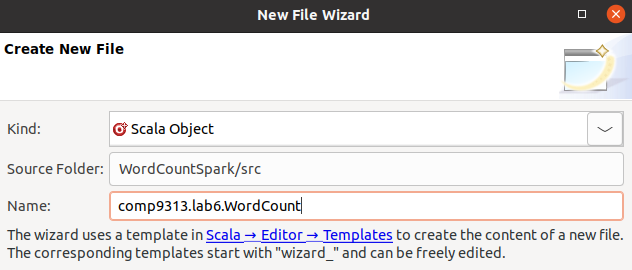 New File Wizard
Create New File
Kind: Scala Object
Source Folder: WordCountSpark/src
Name: comp9313.lab6.WordCount
The wizard uses a template in Scala → Editor → Templates to create the content of a new file.
The corresponding templates start with "wizard_" and can be freely edited.